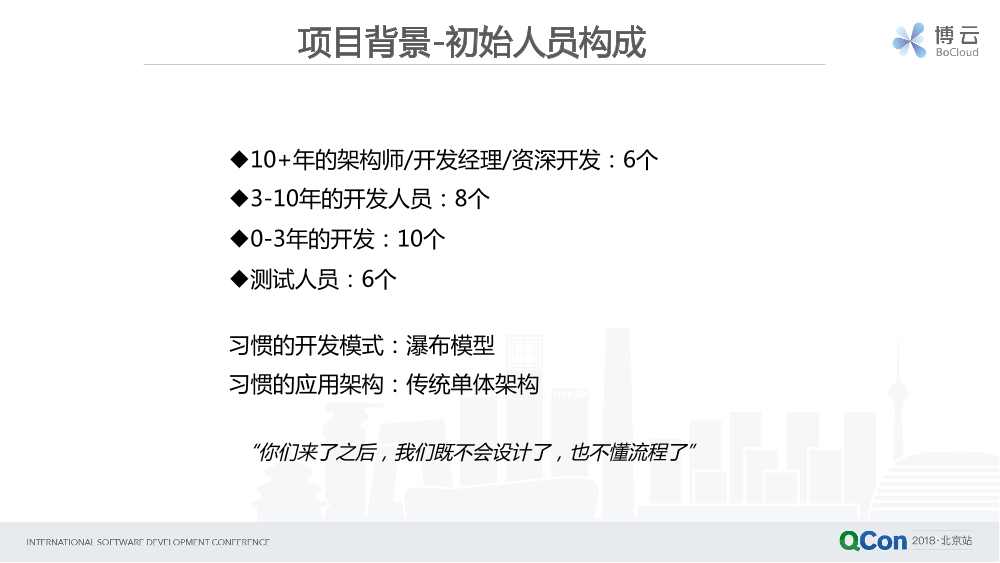 项目背景-初始人员构成
博云
BoCloud
◆10+年的架构师/开发经理/资深开发：6个
◆3-10年的开发人员：8个
◆0-3年的开发：10个
◆测试人员：6个
习惯的开发模式：瀑布模型
习惯的应用架构：传统单体架构
“你们来了之后，我们既不会设计了，也不懂流程了”
INTERNATIONAL SOFTWARE DEVELOPMENT CONFERENCE
QCon 2018·北京站